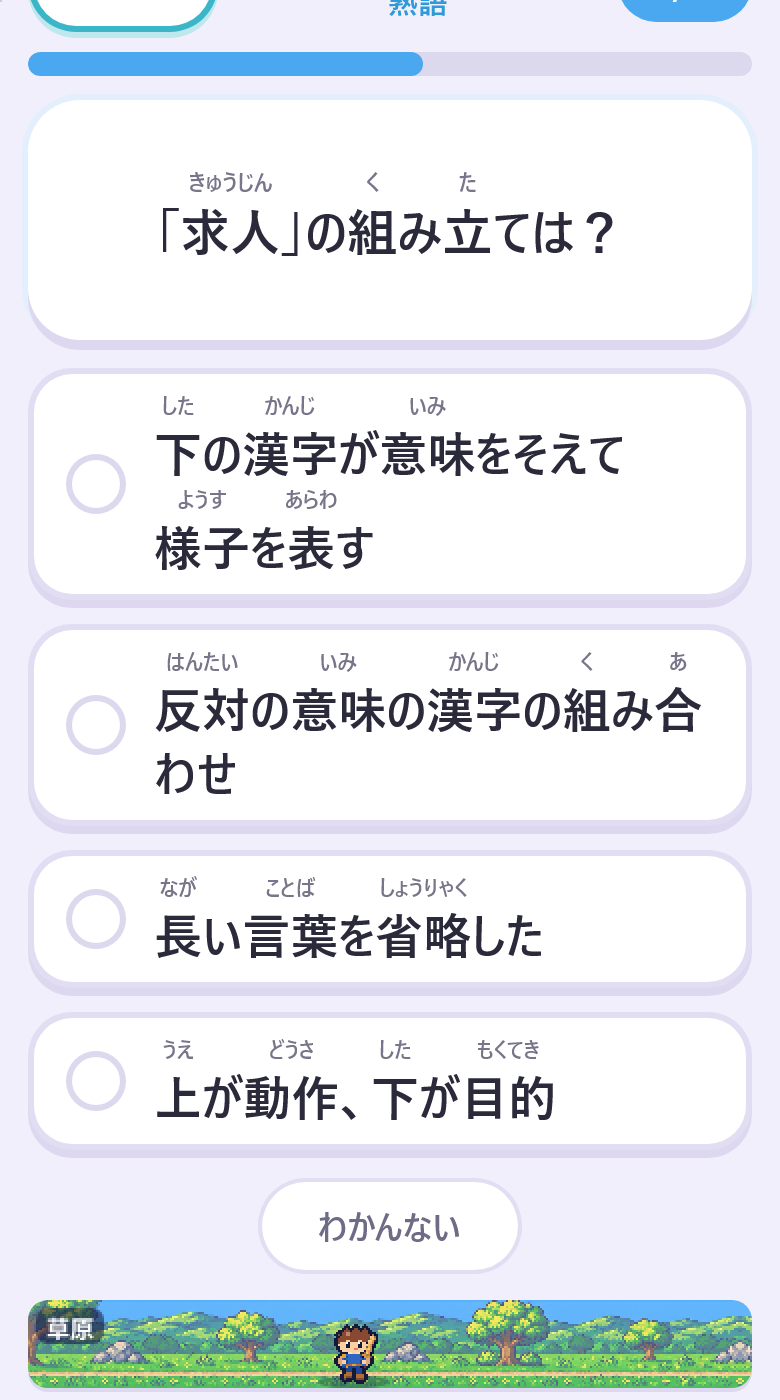 熟語
きゅうじん く た
「求人」の組み立ては？
した かんじ いみ
下の漢字が意味をそえて
ようす あらわ
様子を表す
はんたい いみ かんじ く あ
反対の意味の漢字の組み合
わせ
なが ことば しょうりゃく
長い言葉を省略した
うえ どうさ した もくてき
上が動作、下が目的
わかんない
草原